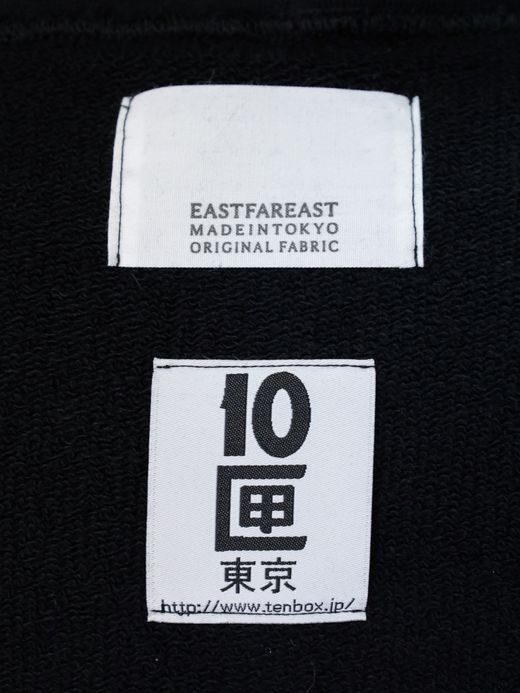 EASTFAREAST
MADEINTOKYO
ORIGINAL FABRIC
10
匣
東京
http://www.tenbox.jp/